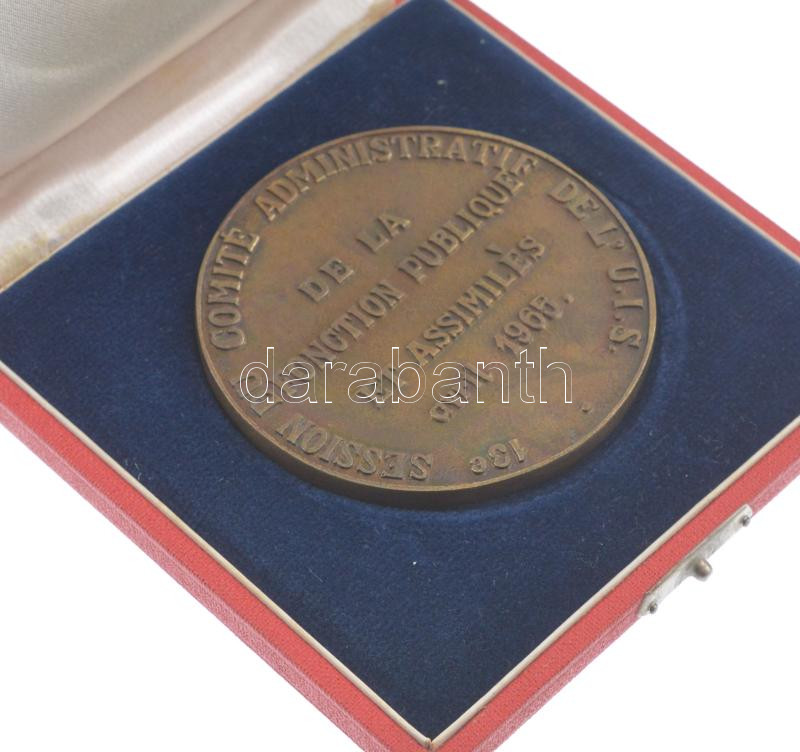 13e SESSION DU COMITÉ ADMINISTRATIF DE L'U.I.S.
DE LA
FONCTION PUBLIQUE
ET ASSIMILÉS
1965.
darabanth